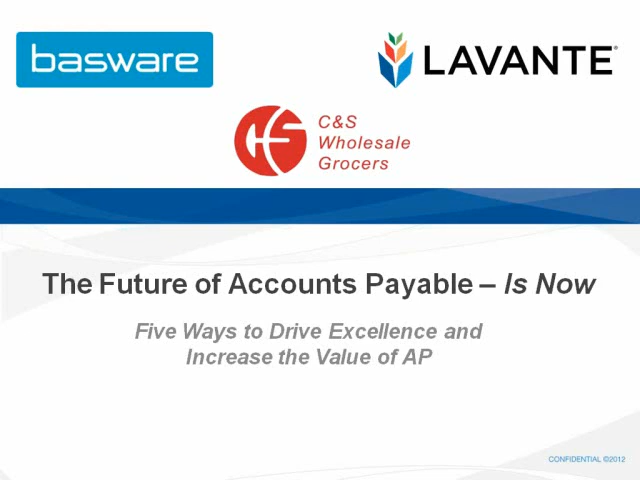 basware
LAVANTE®
C&S
Wholesale
Grocers
The Future of Accounts Payable – Is Now
Five Ways to Drive Excellence and
Increase the Value of AP
CONFIDENTIAL ©2012